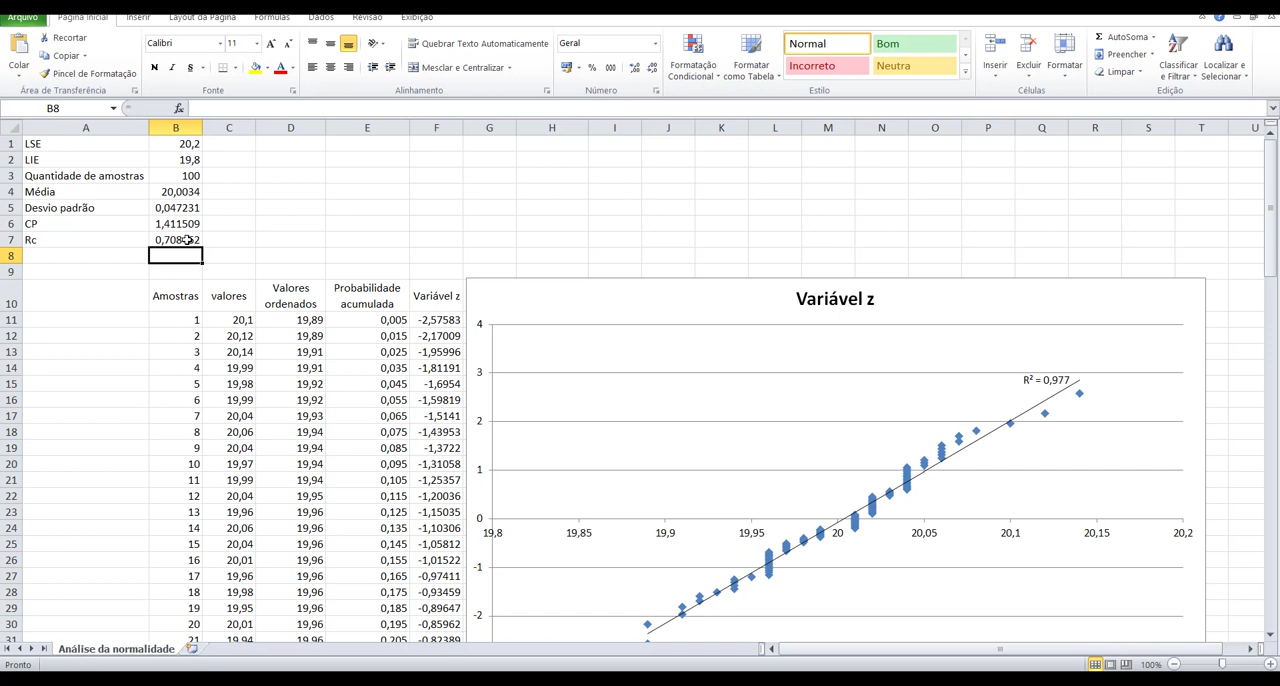 Arquivo Página Inicial Inserir Layout da Página Fórmulas Dados Revisão Exibição
Recortar
Copiar
Pincel de Formatação
Colar
Área de Transferência
Calibri 11
N I S
Fonte
Quebrar Texto Automaticamente
Mesclar e Centralizar
Alinhamento
Geral
% 000
Número
Formatação Condicional
Formatar como Tabela
Normal Bom
Incorreto Neutra
Estilo
Inserir Excluir Formatar
Células
AutoSoma
Preencher
Limpar
Classificar e Filtrar
Localizar e Selecionar
Edição
B8 fx
A B C D E F G H I J K L M N O P Q R S T U
1 LSE 20,2
2 LIE 19,8
3 Quantidade de amostras 100
4 Média 20,0034
5 Desvio padrão 0,047231
6 CP 1,411509
7 Rc
8
9
10 Amostras valores Valores ordenados Probabilidade acumulada Variável z
11 1 20,1 19,89 0,005 -2,57583
12 2 20,12 19,89 0,015 -2,17009
13 3 20,14 19,91 0,025 -1,95996
14 4 19,99 19,91 0,035 -1,81191
15 5 19,98 19,92 0,045 -1,6954
16 6 19,99 19,92 0,055 -1,59819
17 7 20,04 19,93 0,065 -1,5141
18 8 20,06 19,94 0,075 -1,43953
19 9 20,04 19,94 0,085 -1,3722
20 10 19,97 19,94 0,095 -1,31058
21 11 19,99 19,94 0,105 -1,25357
22 12 20,04 19,95 0,115 -1,20036
23 13 19,96 19,96 0,125 -1,15035
24 14 20,06 19,96 0,135 -1,10306
25 15 20,04 19,96 0,145 -1,05812
26 16 20,01 19,96 0,155 -1,01522
27 17 19,96 19,96 0,165 -0,97411
28 18 19,98 19,96 0,175 -0,93459
29 19 19,95 19,96 0,185 -0,89647
30 20 20,01 19,96 0,195 -0,85962
31 21 19,94 19,96 0,205 -0,82389
Variável z
4
3
R² = 0,977
2
1
0
19,8 19,85 19,9 19,95 20 20,05 20,1 20,15 20,2
-1
-2
Análise da normalidade
Pronto 100%